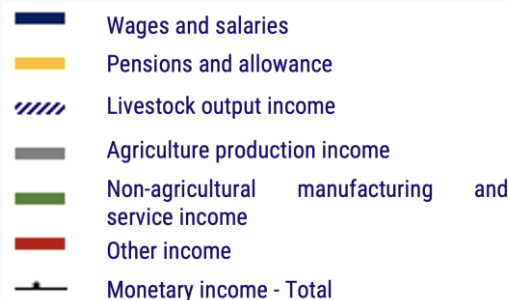 Wages and salaries
Pensions and allowance
Livestock output income
Agriculture production income
Non-agricultural manufacturing and
service income
Other income
Monetary income - Total